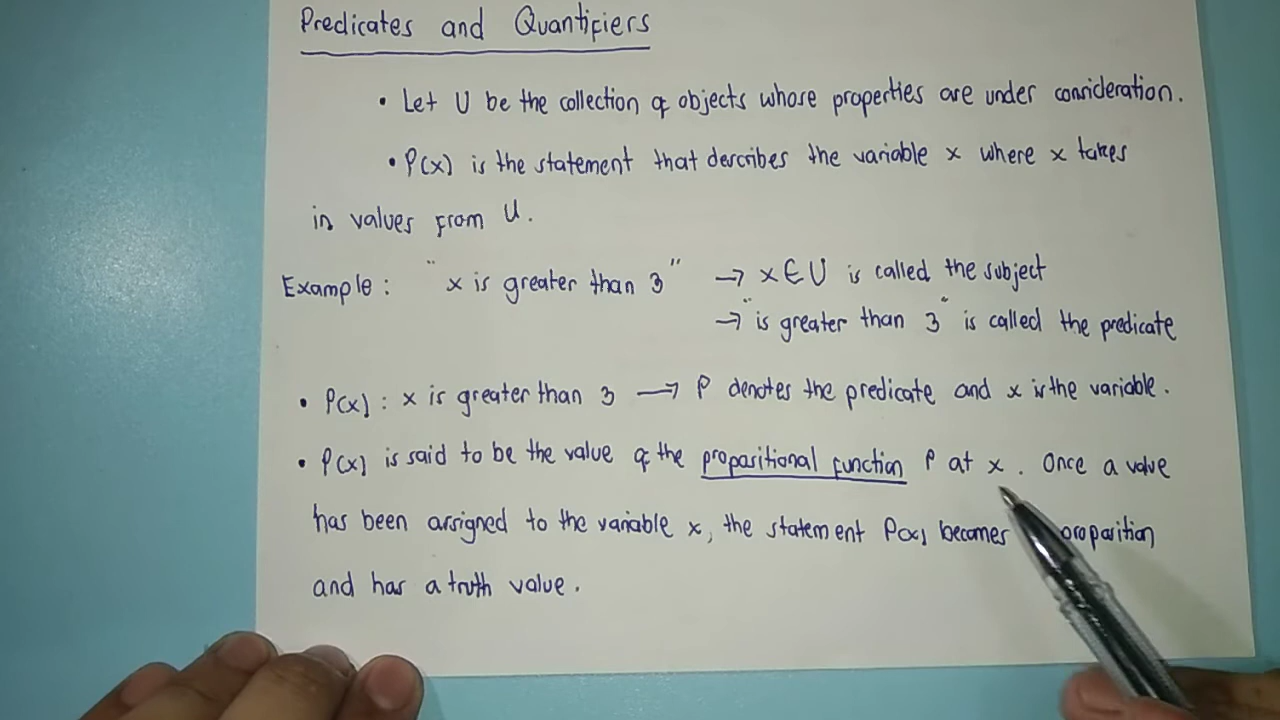 Predicates and Quantifiers
• Let U be the collection of objects whose properties are under consideration.
• P(x) is the statement that describes the variable x where x takes
in values from U.
Example : "x is greater than 3" → x∈U is called the subject
→ "is greater than 3" is called the predicate
• P(x) : x is greater than 3 → P denotes the predicate and x is the variable.
• P(x) is said to be the value of the propositional function P at x. Once a value
has been assigned to the variable x, the statement P(x) becomes proposition
and has a truth value.